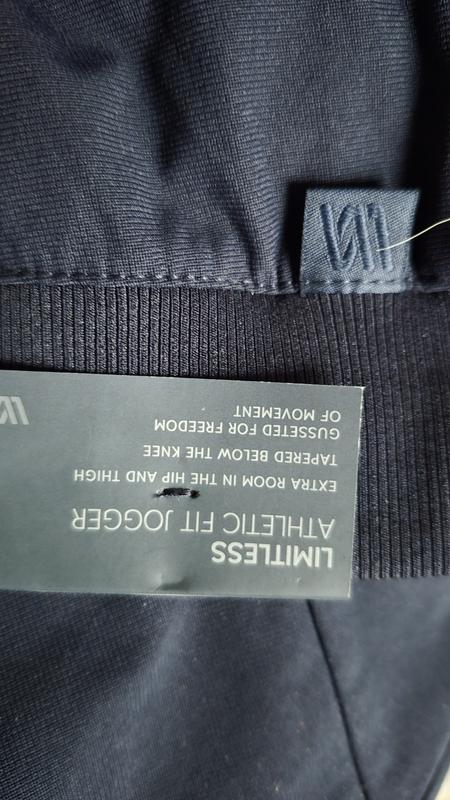 LIMITLESS
ATHLETIC FIT JOGGER
EXTRA ROOM IN THE HIP AND THIGH
TAPERED BELOW THE KNEE
GUSSETED FOR FREEDOM
OF MOVEMENT